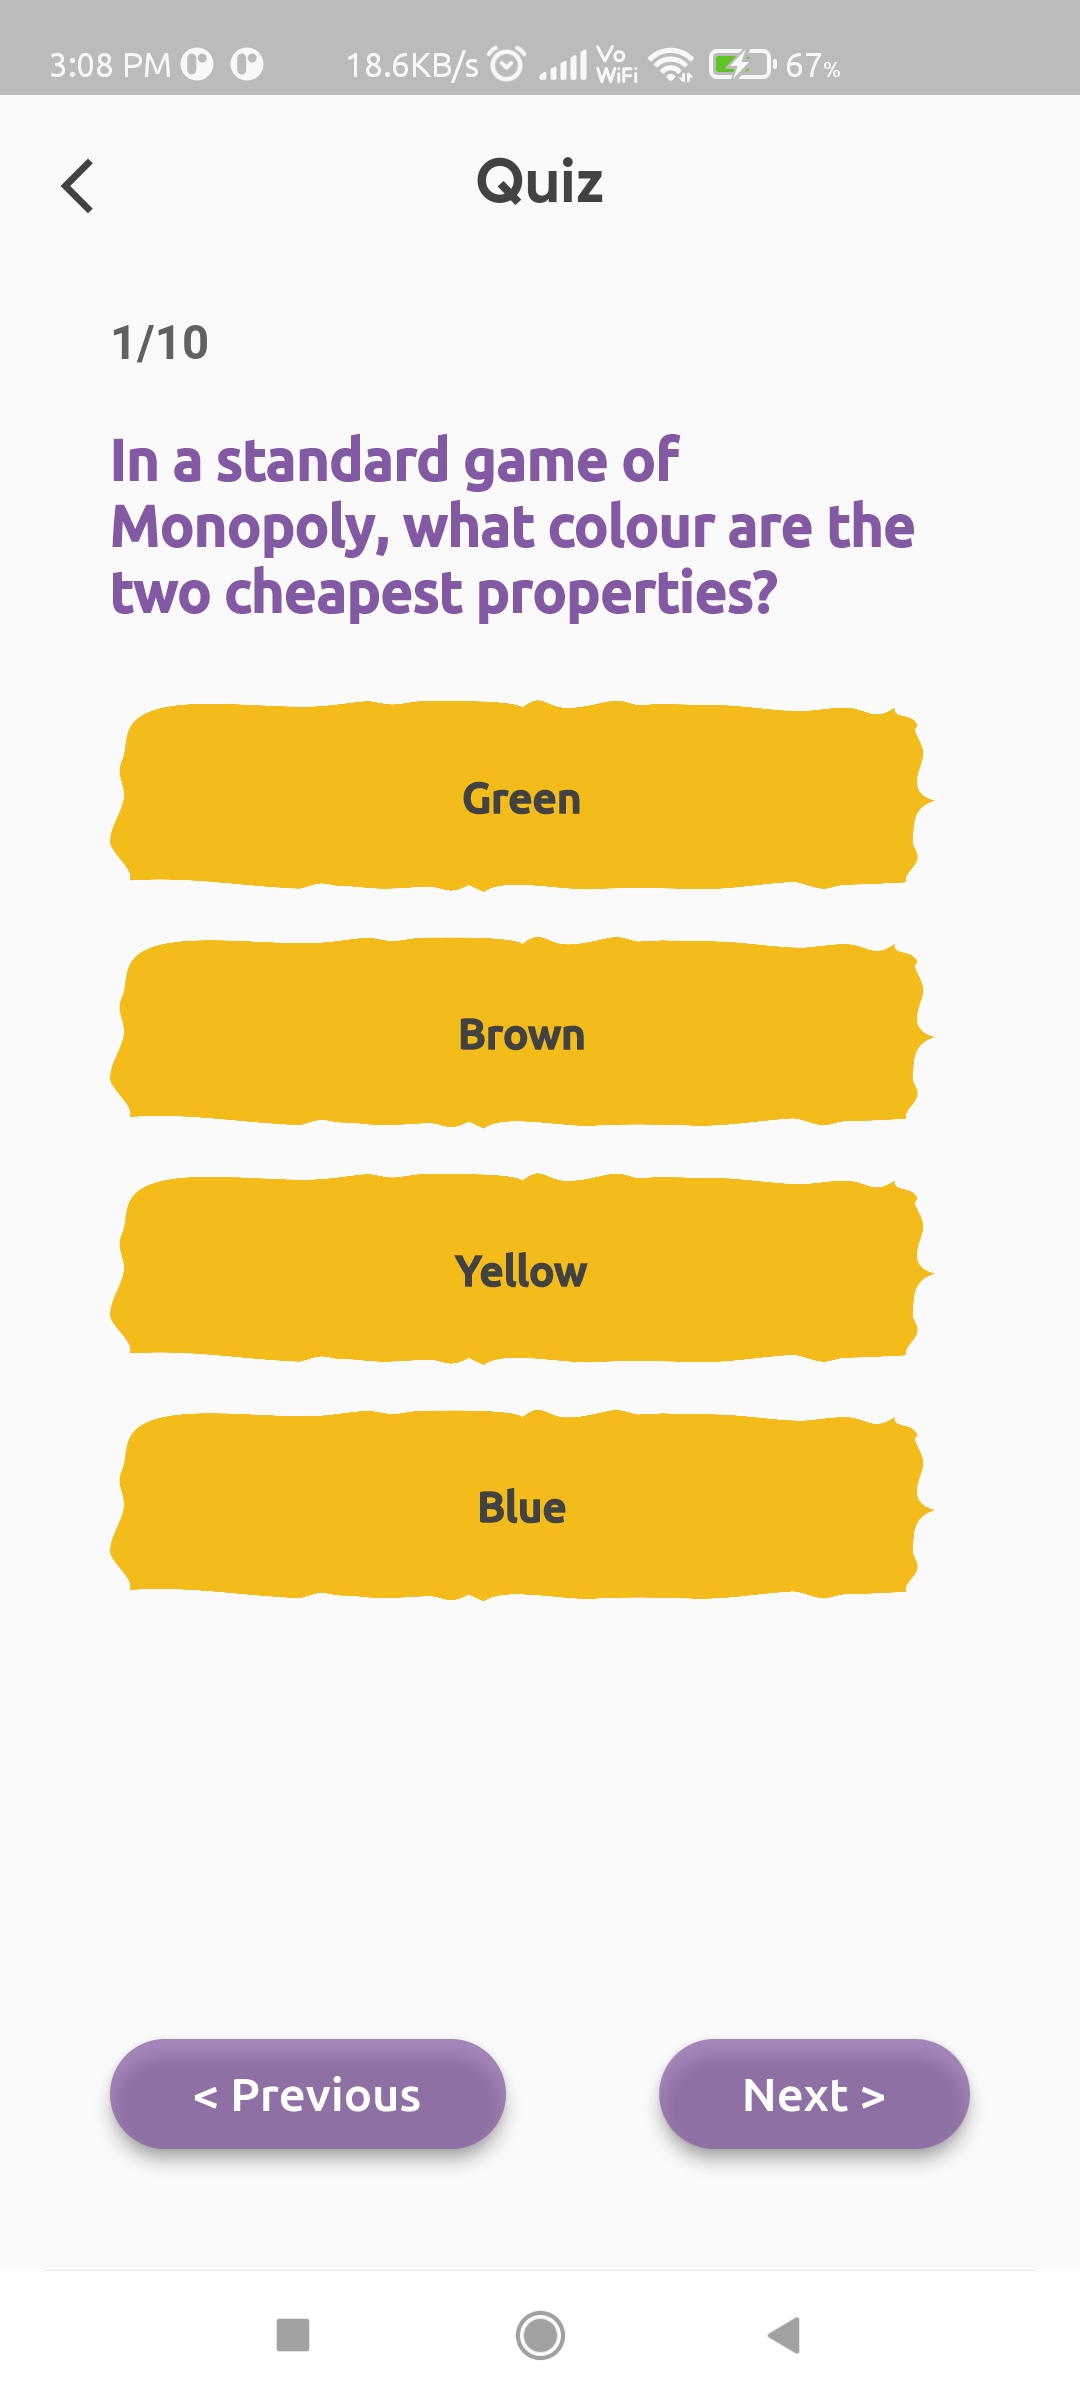 3:08 PM 18.6KB/s Vo WiFi 67%
Quiz
1/10
In a standard game of
Monopoly, what colour are the
two cheapest properties?
Green
Brown
Yellow
Blue
< Previous Next >